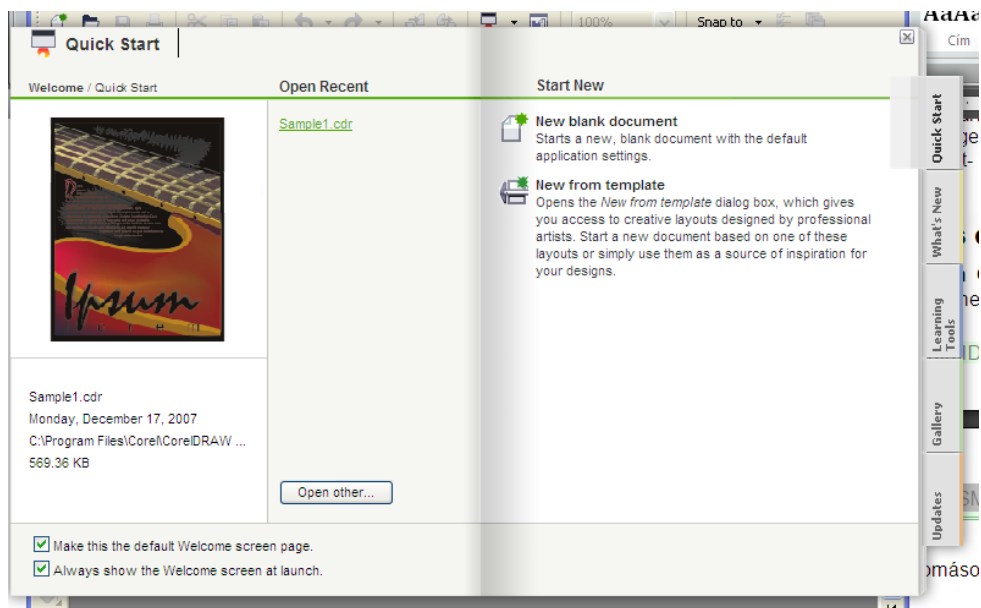 100%
Snap to
AaAa
Cím
Quick Start
Welcome / Quick Start
Open Recent
Start New
Sample1.cdr
New blank document
Starts a new, blank document with the default
application settings.
New from template
Opens the New from template dialog box, which gives
you access to creative layouts designed by professional
artists. Start a new document based on one of these
layouts or simply use them as a source of inspiration for
your designs.
Ipsum
Sample1.cdr
Monday, December 17, 2007
C:\Program Files\Corel\CorelDRAW ...
569.36 KB
Open other...
Make this the default Welcome screen page.
Always show the Welcome screen at launch.
Quick Start
What's New
Learning
Tools
Gallery
Updates